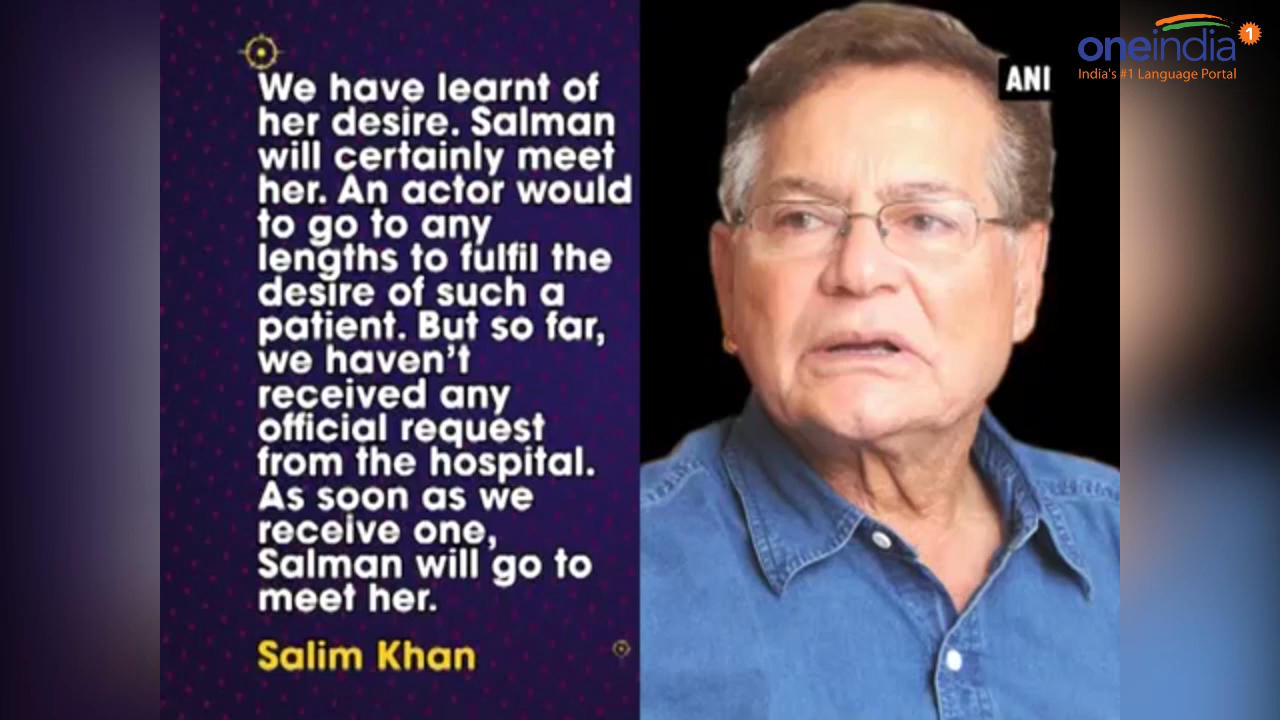 We have learnt of
her desire. Salman
will certainly meet
her. An actor would
to go to any
lengths to fulfil the
desire of such a
patient. But so far,
we haven't
received any
official request
from the hospital.
As soon as we
receive one,
Salman will go to
meet her.
Salim Khan
ANI
oneindia 1
India's #1 Language Portal